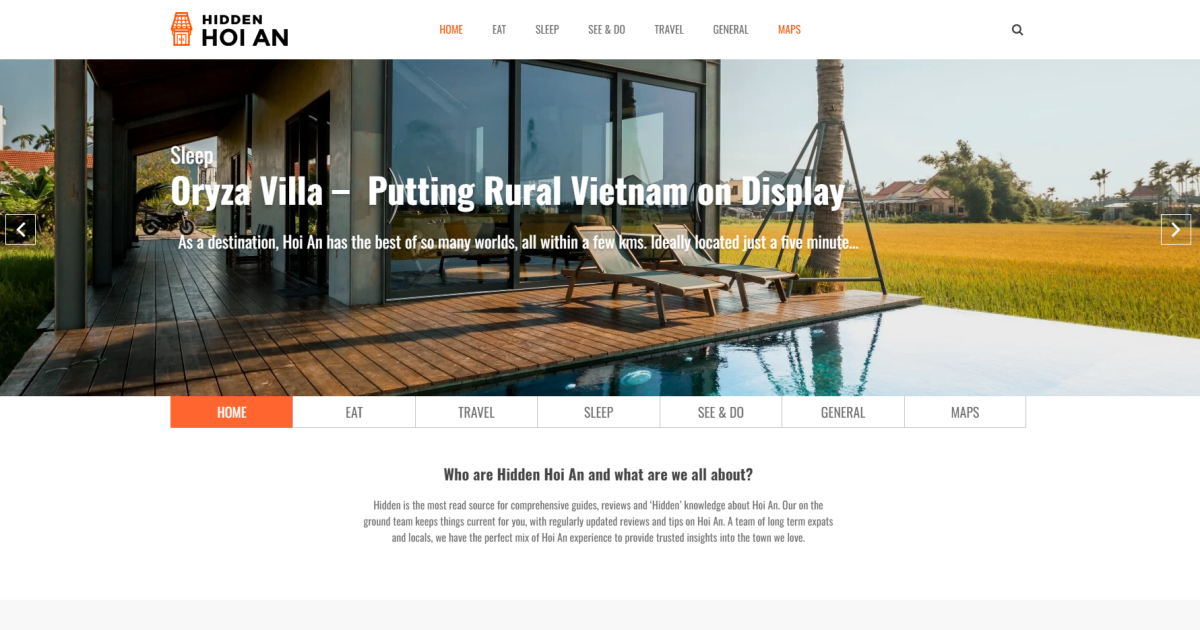 HIDDEN
HOI AN
HOME EAT SLEEP SEE & DO TRAVEL GENERAL MAPS
Sleep
Oryza Villa – Putting Rural Vietnam on Display
As a destination, Hoi An has the best of so many worlds, all within a few kms. Ideally located just a five minute...
HOME EAT TRAVEL SLEEP SEE & DO GENERAL MAPS
Who are Hidden Hoi An and what are we all about?
Hidden is the most read source for comprehensive guides, reviews and ‘Hidden’ knowledge about Hoi An. Our on the
ground team keeps things current for you, with regularly updated reviews and tips on Hoi An. A team of long term expats
and locals, we have the perfect mix of Hoi An experience to provide trusted insights into the town we love.